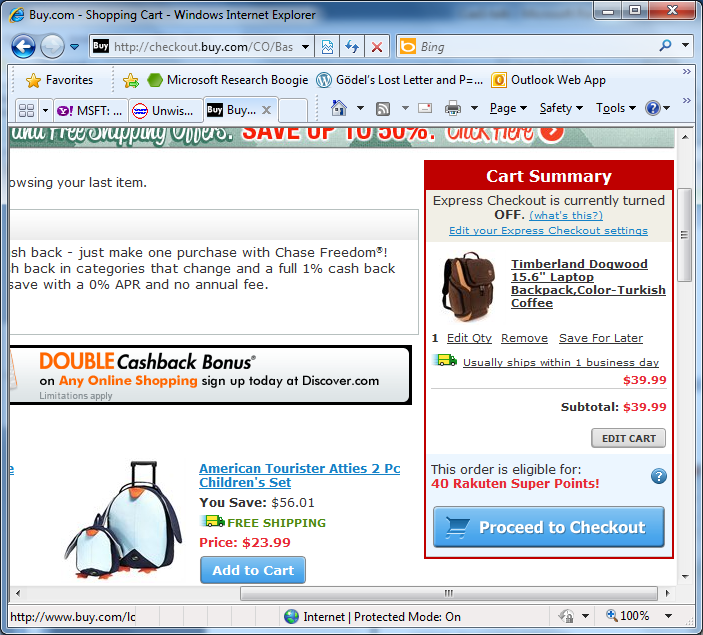 Buy.com - Shopping Cart - Windows Internet Explorer
Buy http://checkout.buy.com/CO/Bas
Bing
Favorites
Microsoft Research Boogie
Gödel's Lost Letter and P=...
Outlook Web App
MSFT: ...
Unwis...
Buy Buy...
Page
Safety
Tools
and Free Shipping Offers. SAVE UP TO 50%. Click Here
owsing your last item.
sh back - just make one purchase with Chase Freedom®!
h back in categories that change and a full 1% cash back
save with a 0% APR and no annual fee.
DOUBLE Cashback Bonus®
on Any Online Shopping sign up today at Discover.com
Limitations apply
e
American Tourister Atties 2 Pc
Children's Set
You Save: $56.01
FREE SHIPPING
Price: $23.99
Add to Cart
Cart Summary
Express Checkout is currently turned
OFF. (what's this?)
Edit your Express Checkout settings
Timberland Dogwood
15.6" Laptop
Backpack,Color-Turkish
Coffee
1 Edit Qty Remove Save For Later
Usually ships within 1 business day
$39.99
Subtotal: $39.99
EDIT CART
This order is eligible for:
40 Rakuten Super Points!
?
Proceed to Checkout
http://www.buy.com/lc
Internet | Protected Mode: On
100%